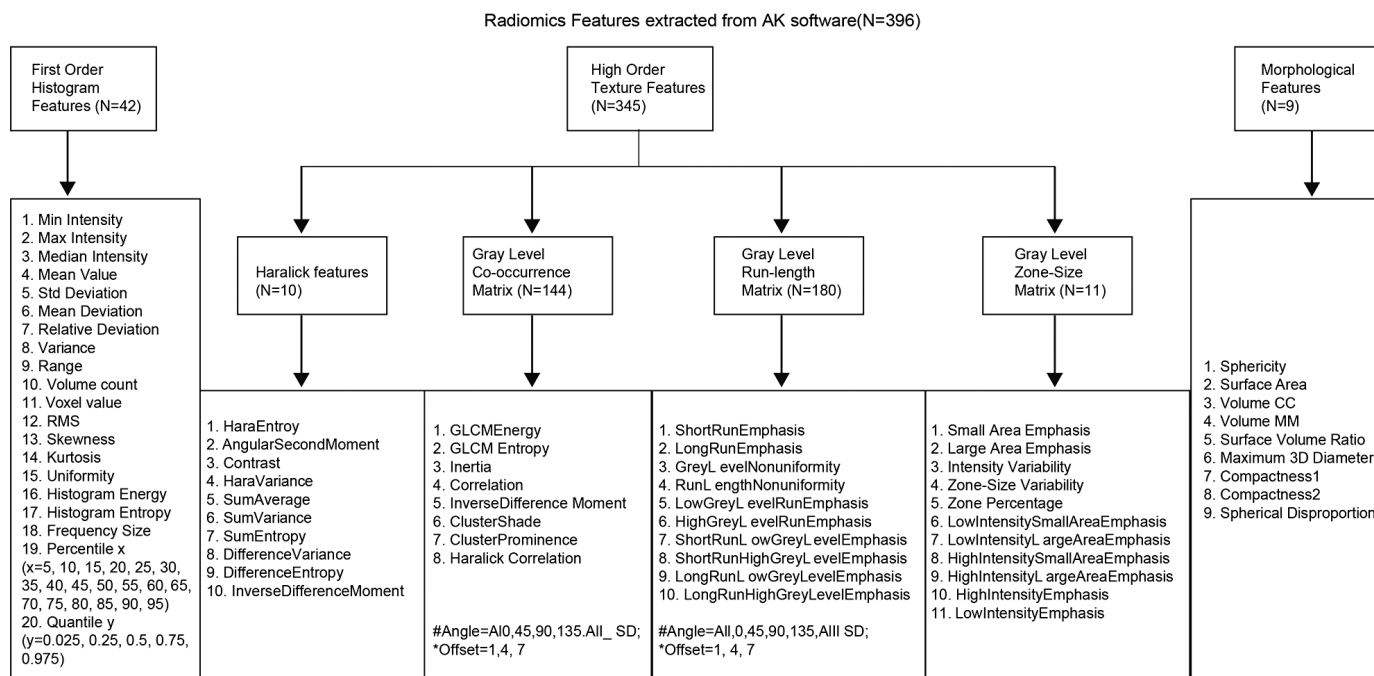 Radiomics Features extracted from AK software(N=396)
First Order
Histogram
Features (N=42)
High Order
Texture Features
(N=345)
Morphological
Features
(N=9)
1. Min Intensity
2. Max Intensity
3. Median Intensity
4. Mean Value
5. Std Deviation
6. Mean Deviation
7. Relative Deviation
8. Variance
9. Range
10. Volume count
11. Voxel value
12. RMS
13. Skewness
14. Kurtosis
15. Uniformity
16. Histogram Energy
17. Histogram Entropy
18. Frequency Size
19. Percentile x
(x=5, 10, 15, 20, 25, 30,
35, 40, 45, 50, 55, 60, 65,
70, 75, 80, 85, 90, 95)
20. Quantile y
(y=0.025, 0.25, 0.5, 0.75,
0.975)
Haralick features
(N=10)
Gray Level
Co-occurrence
Matrix (N=144)
Gray Level
Run-length
Matrix (N=180)
Gray Level
Zone-Size
Matrix (N=11)
1. HaraEntroy
2. AngularSecondMoment
3. Contrast
4. HaraVariance
5. SumAverage
6. SumVariance
7. SumEntropy
8. DifferenceVariance
9. DifferenceEntropy
10. InverseDifferenceMoment
1. GLCMEnergy
2. GLCM Entropy
3. Inertia
4. Correlation
5. InverseDifference Moment
6. ClusterShade
7. ClusterProminence
8. Haralick Correlation
#Angle=Al0,45,90,135.All_ SD;
*Offset=1,4, 7
1. ShortRunEmphasis
2. LongRunEmphasis
3. GreyL evelNonuniformity
4. RunL engthNonuniformity
5. LowGreyL evelRunEmphasis
6. HighGreyL evelRunEmphasis
7. ShortRunL owGreyL evelEmphasis
8. ShortRunHighGreyL evelEmphasis
9. LongRunL owGreyLevelEmphasis
10. LongRunHighGreyLevelEmphasis
#Angle=All,0,45,90,135,AlII SD;
*Offset=1, 4, 7
1. Small Area Emphasis
2. Large Area Emphasis
3. Intensity Variability
4. Zone-Size Variability
5. Zone Percentage
6. LowIntensitySmallAreaEmphasis
7. LowIntensityL argeAreaEmphasis
8. HighIntensitySmallAreaEmphasis
9. HighIntensityL argeAreaEmphasis
10. HighIntensityEmphasis
11. LowIntensityEmphasis
1. Sphericity
2. Surface Area
3. Volume CC
4. Volume MM
5. Surface Volume Ratio
6. Maximum 3D Diameter
7. Compactness1
8. Compactness2
9. Spherical Disproportion